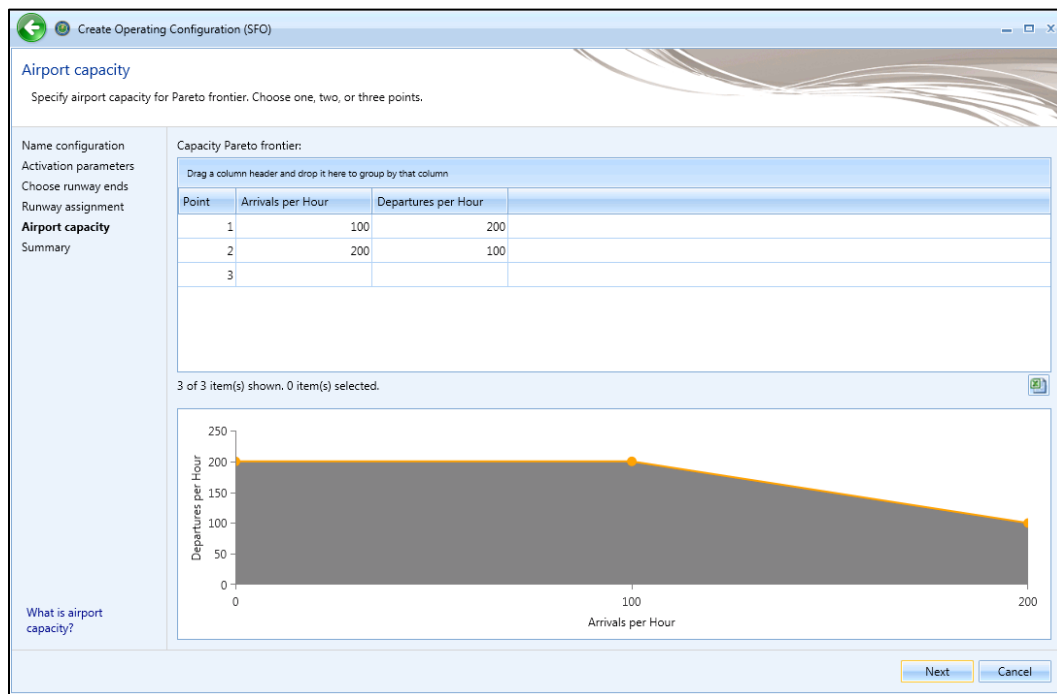 Create Operating Configuration (SFO)
Airport capacity
Specify airport capacity for Pareto frontier. Choose one, two, or three points.
Name configuration
Activation parameters
Choose runway ends
Runway assignment
Airport capacity
Summary
What is airport
capacity?
Capacity Pareto frontier:
Drag a column header and drop it here to group by that column
Point Arrivals per Hour Departures per Hour
1 100 200
2 200 100
3
3 of 3 item(s) shown. 0 item(s) selected.
Departures per Hour
250
200
150
100
50
0
0 100 200
Arrivals per Hour
Next Cancel